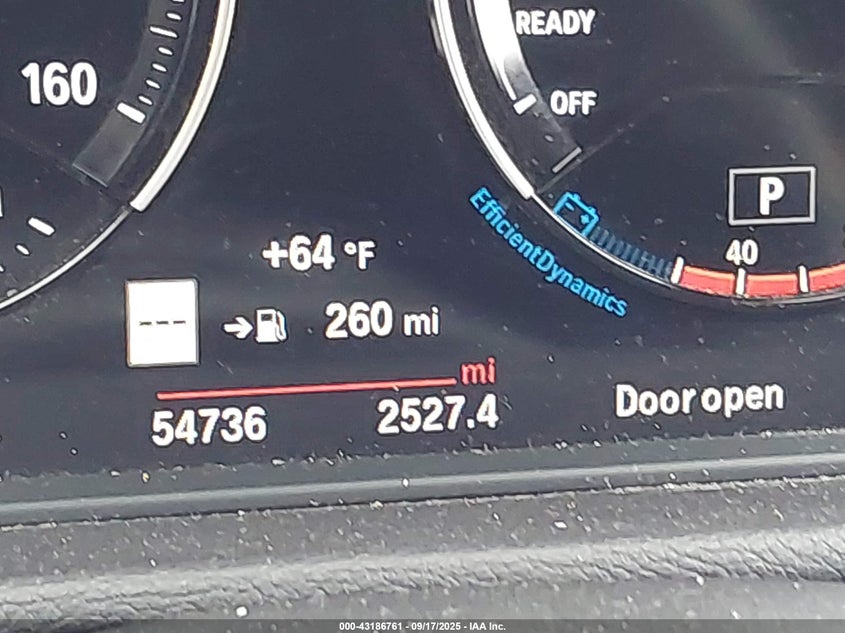 READY
160
OFF
P
EfficientDynamics
+64 °F
40
---
260 mi
mi
54736
2527.4
Door open
000-43186761 - 09/17/2025 - IAA Inc.